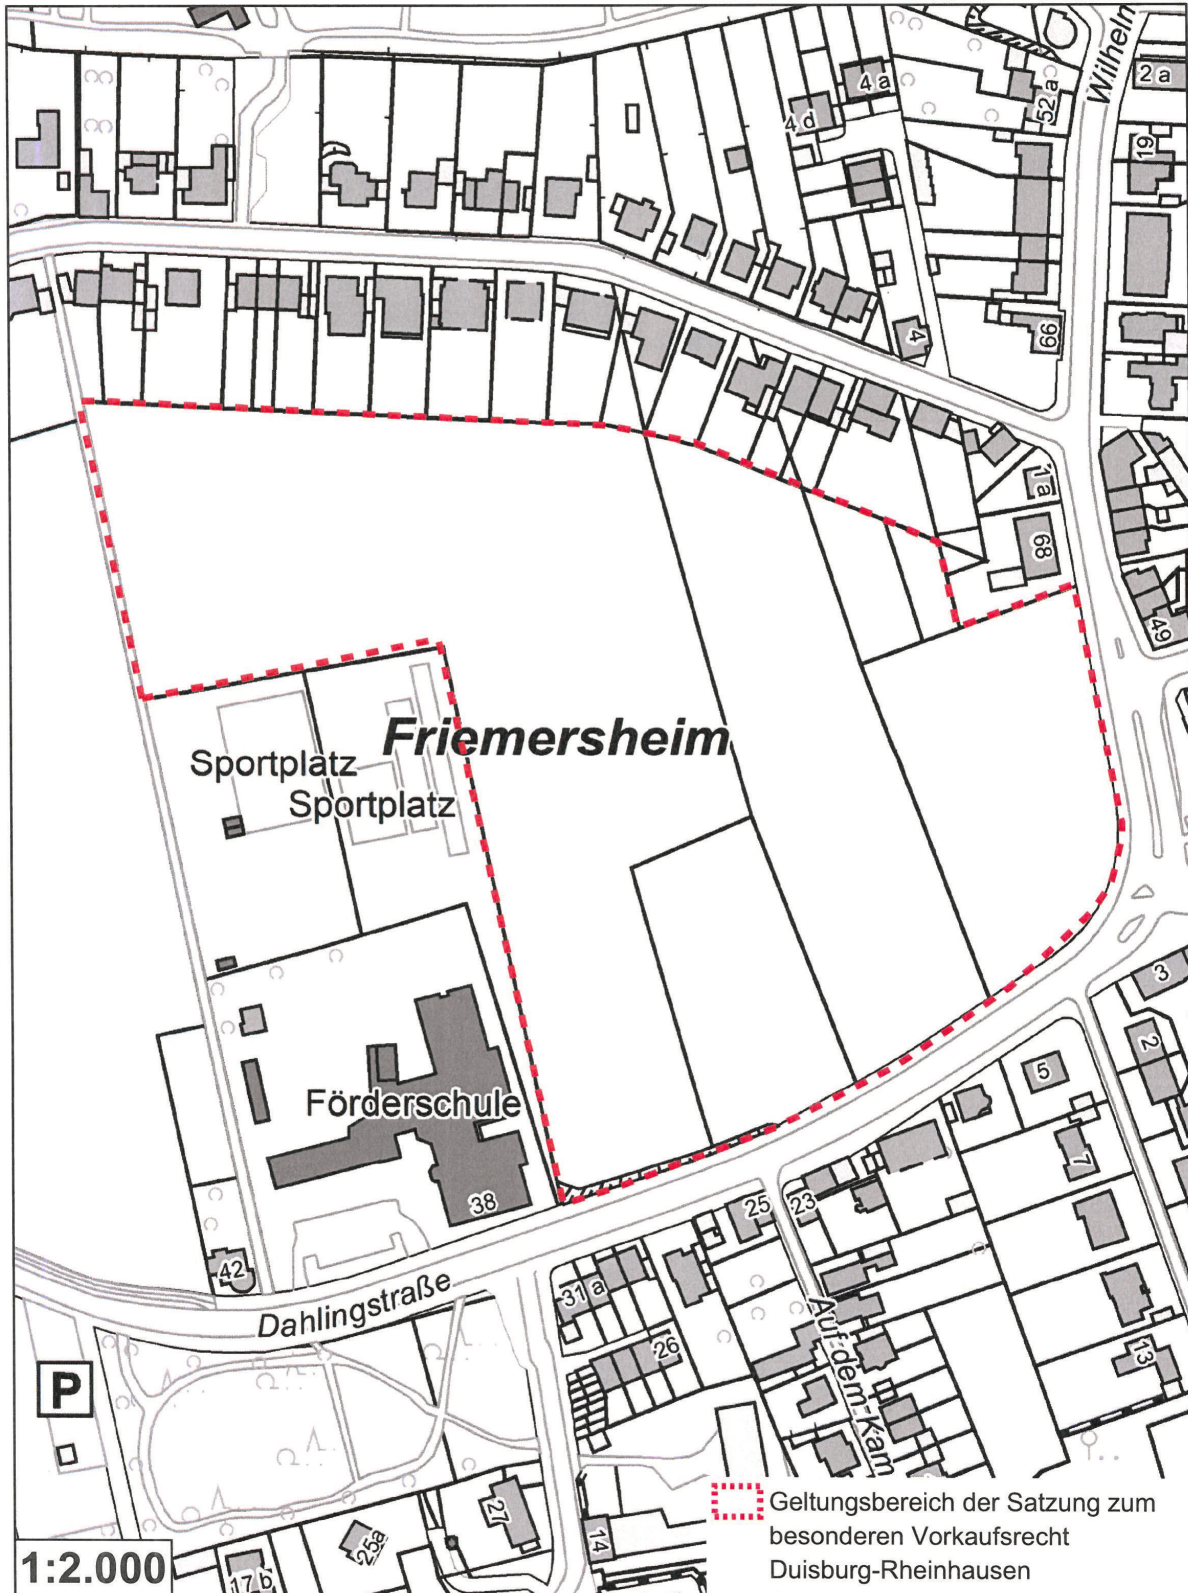 Wilhelm
2 a
4 a
52 a
4 d
19
4
66
1 a
68
49
Friemersheim
Sportplatz
Sportplatz
3
2
5
Förderschule
7
38
25
23
42
31 a
Dahlingstraße
26
Auf-dem-Kam
13
P
27
25a
14
17 b
1:2.000
Geltungsbereich der Satzung zum
besonderen Vorkaufsrecht
Duisburg-Rheinhausen